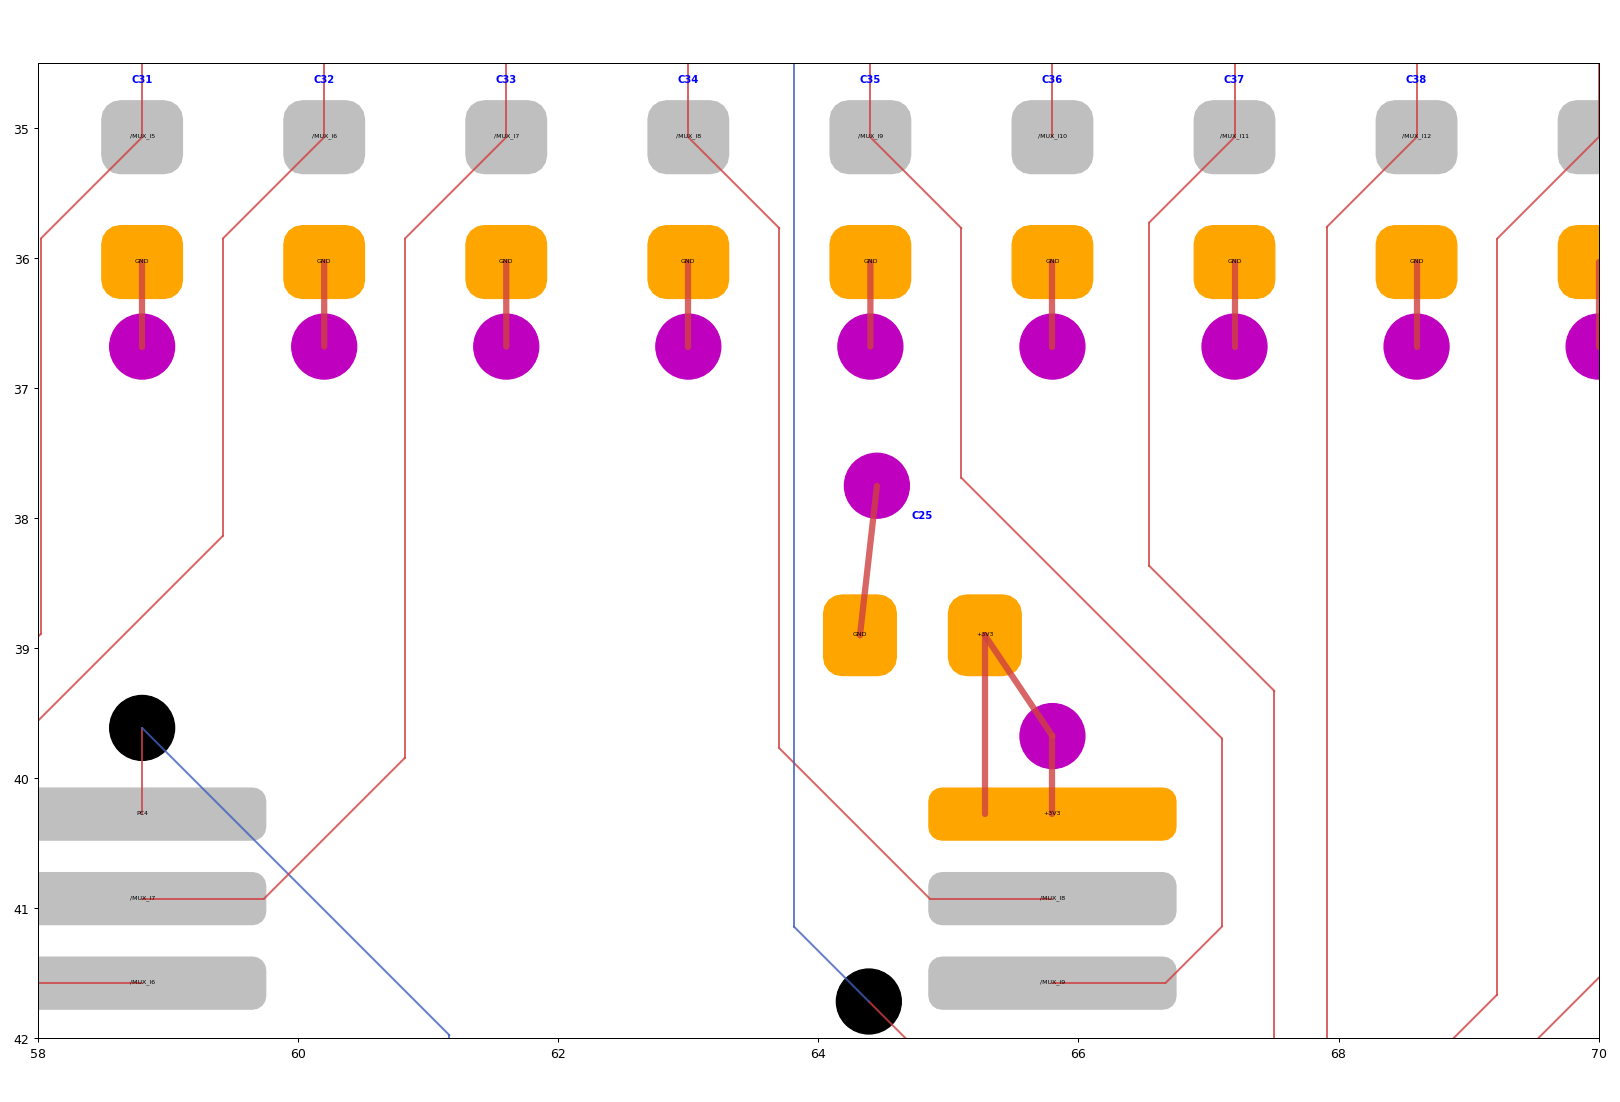 C31 C32 C33 C34 C35 C36 C37 C38
35 /MUX_I5 /MUX_I6 /MUX_I7 /MUX_I8 /MUX_I9 /MUX_I10 /MUX_I11 /MUX_I12
36 GND GND GND GND GND GND GND GND
37
38 C25
39 GND +3V3
40
PC4 +3V3
41 /MUX_I7 /MUX_I8
/MUX_I6 /MUX_I9
42
58 60 62 64 66 68 70